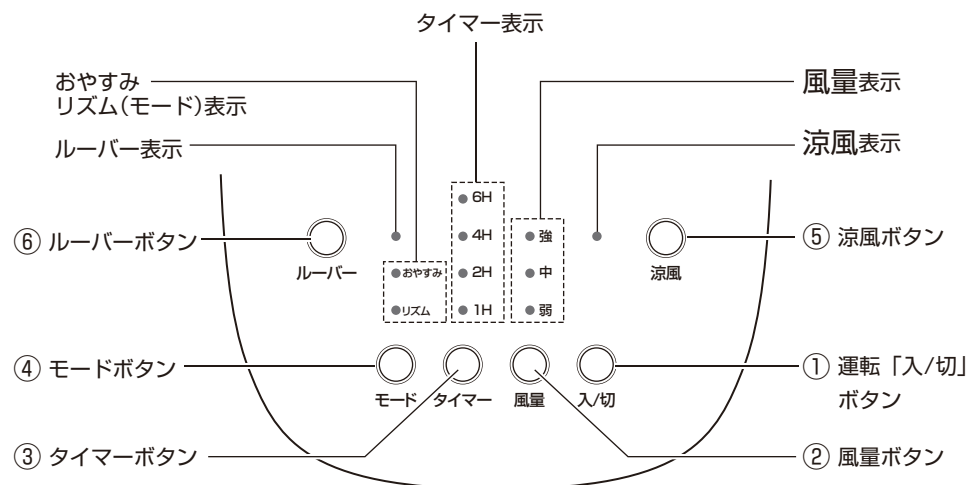 タイマー表示
おやすみ
リズム(モード)表示
風量表示
ルーバー表示
涼風表示
6H
⑥ ルーバーボタン
4H
強
⑤ 涼風ボタン
ルーバー
おやすみ
2H
中
涼風
リズム
1H
弱
④ モードボタン
① 運転「入/切」
ボタン
モード
タイマー
風量
入/切
③ タイマーボタン
② 風量ボタン